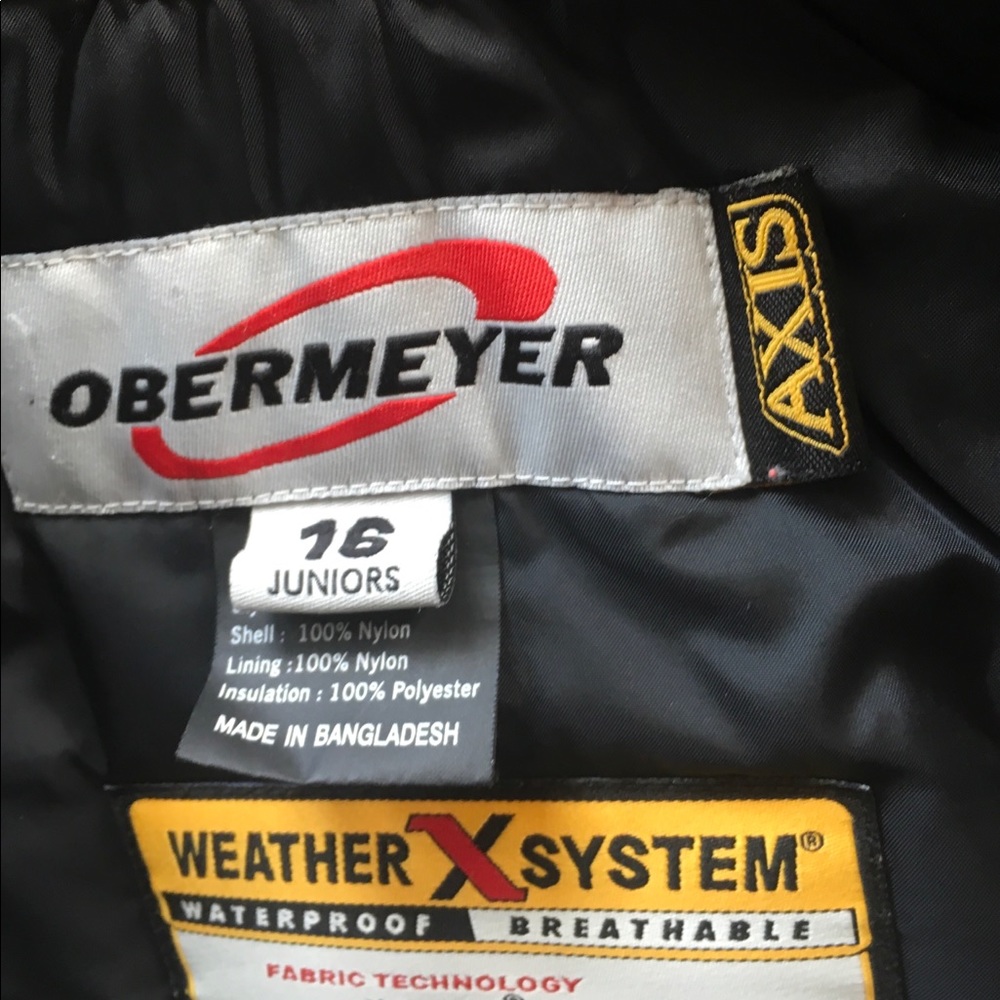 OBERMEYER
AXIS
16
JUNIORS
Shell : 100% Nylon
Lining :100% Nylon
Insulation : 100% Polyester
MADE IN BANGLADESH
WEATHER X SYSTEM®
WATERPROOF BREATHABLE
FABRIC TECHNOLOGY